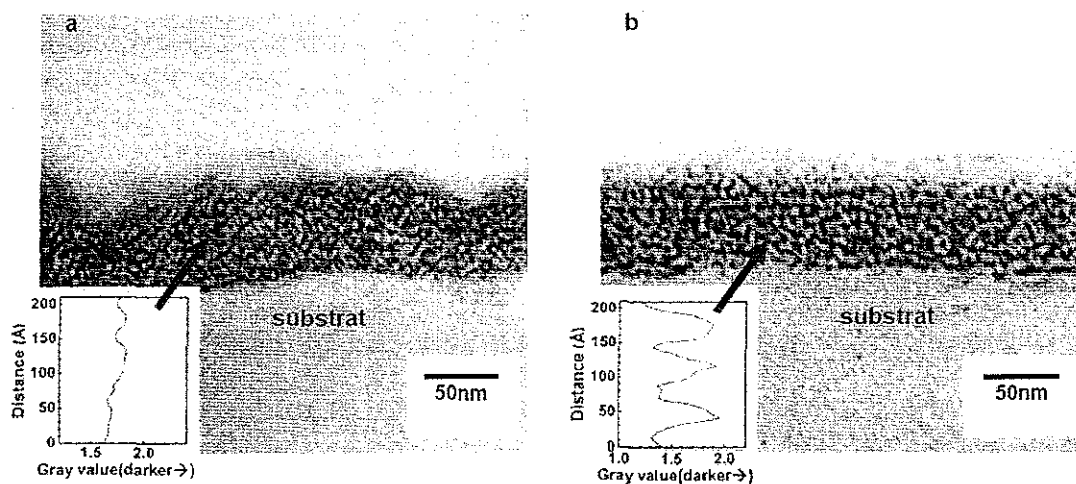 a
substrat
50nm
Distance (Å)
200
150
100
50
0
1.5
2.0
Gray value(darker→)
b
substrat
50nm
Distance (Å)
200
150
100
50
0
1.0
1.5
2.0
Gray value(darker→)